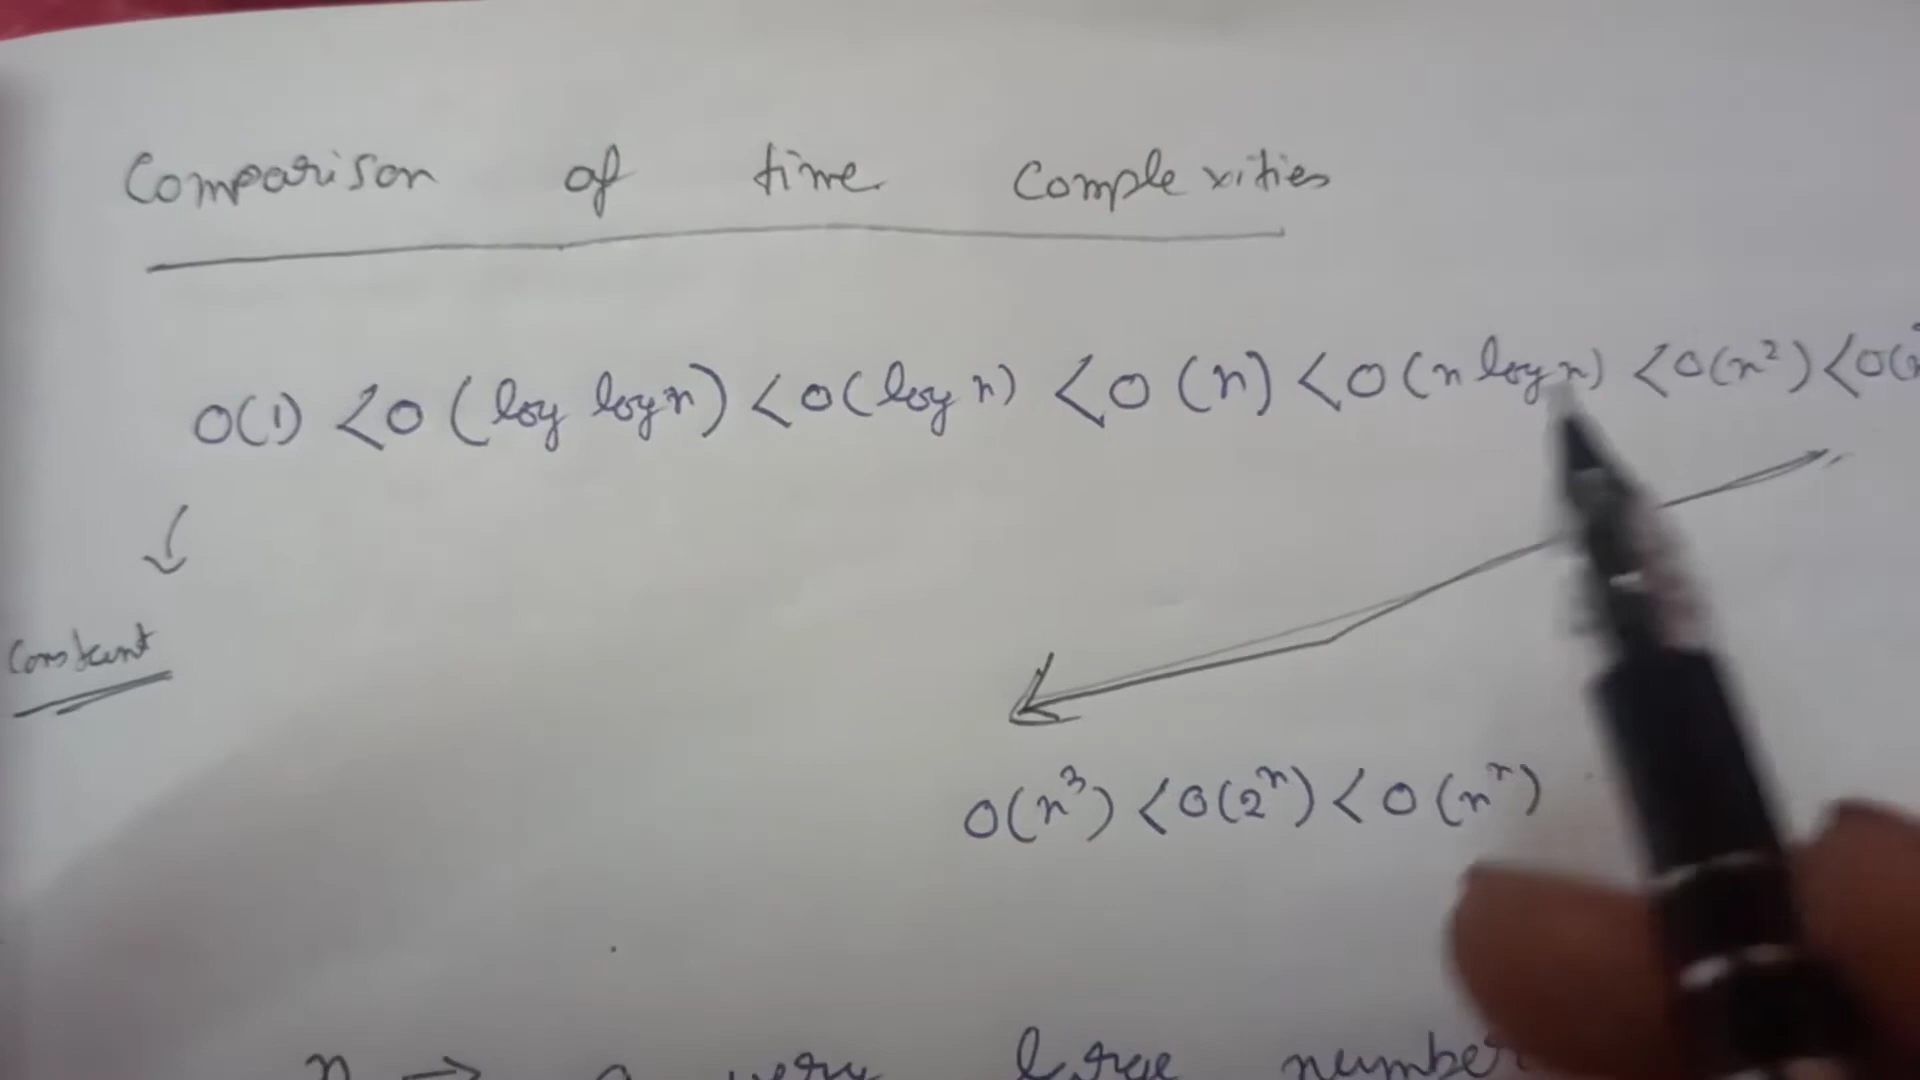 Comparison of time complexities
O(1) < O(log log n) < O(log n) < O(n) < O(n log n) < O(n²) < O(
Constant
O(n³) < O(2ⁿ) < O(nⁿ)
n → a very large number